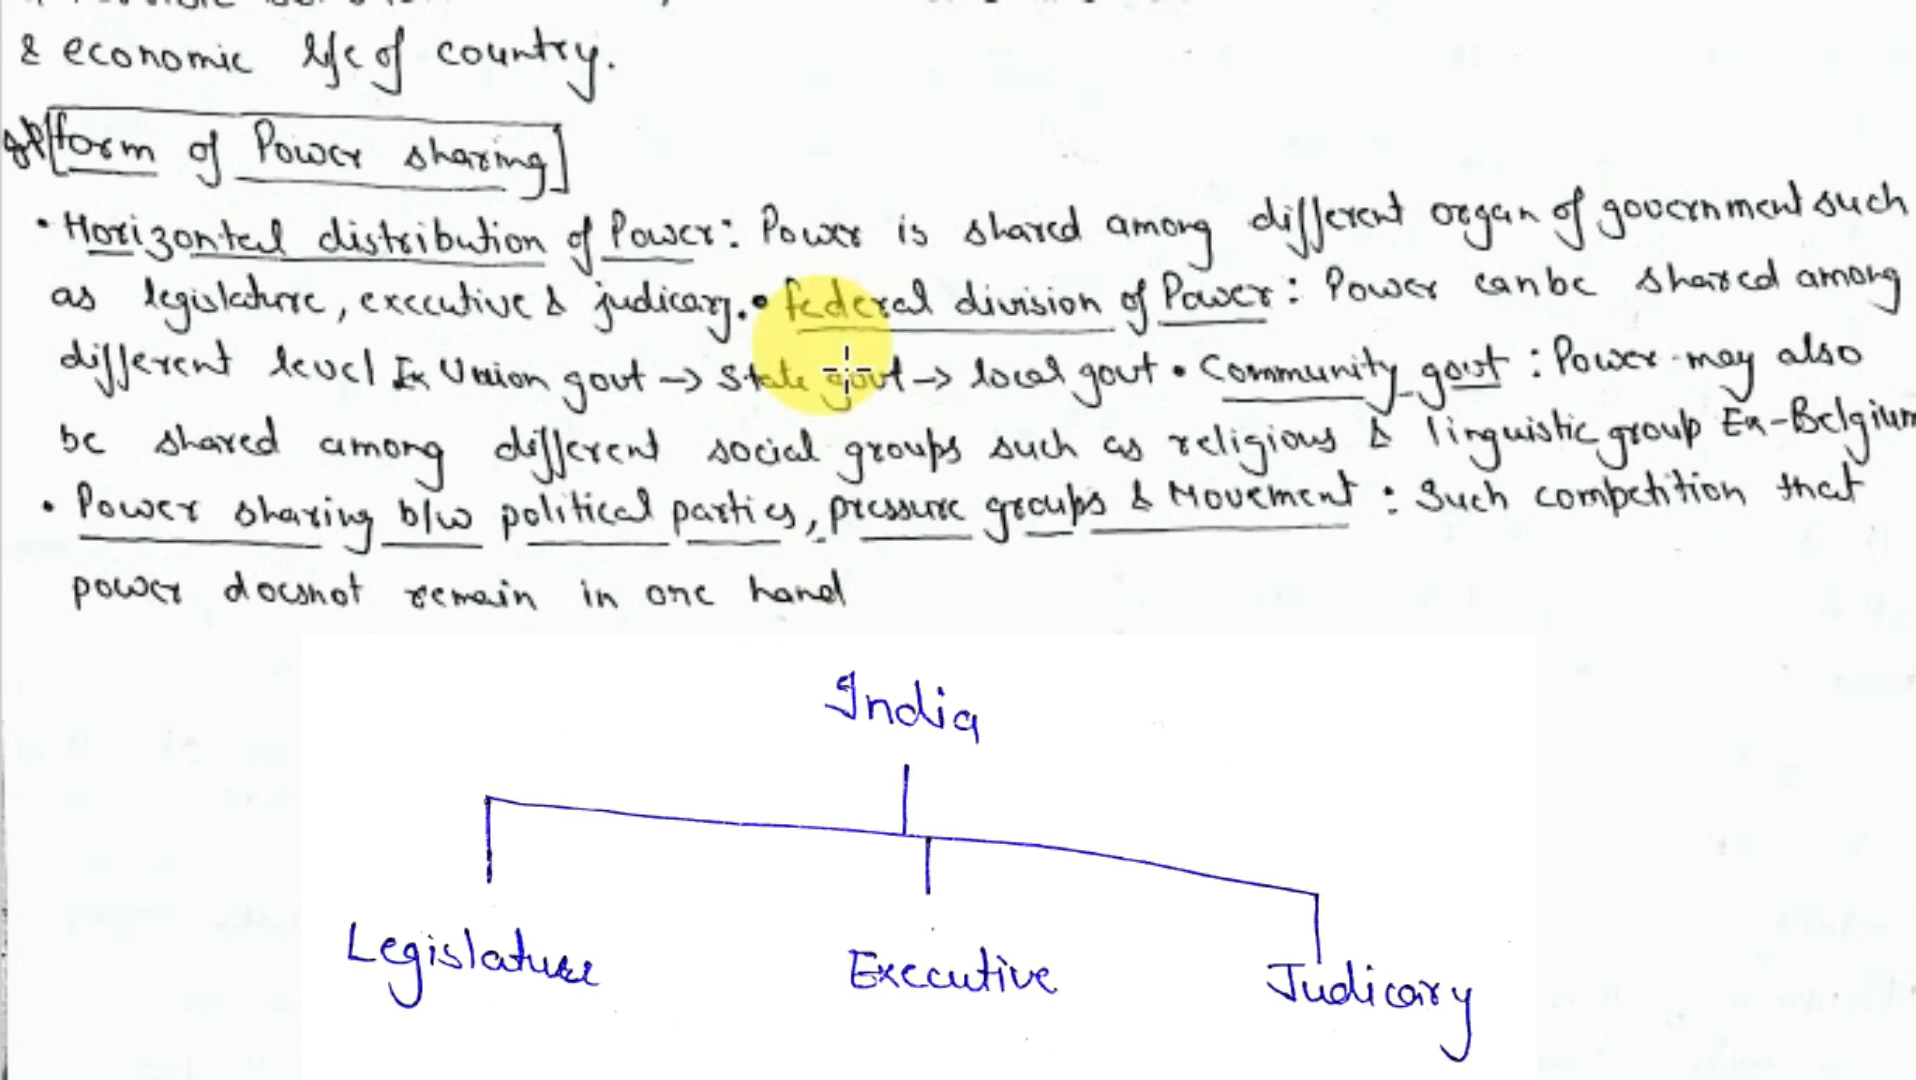 & economic life of country.
form of Power sharing
• Horizontal distribution of Power: Power is shared among different organ of government such
as legislature, executive & judicary. • federal division of Power: Power can be shared among
different level Ex Union govt → State govt → local govt • Community govt : Power may also
be shared among different social groups such as religious & linguistic group Ex-Belgium
• Power sharing b/w political parties, pressure groups & Movement : Such competition that
power doesnot remain in one hand
India
Legislature Executive Judicary